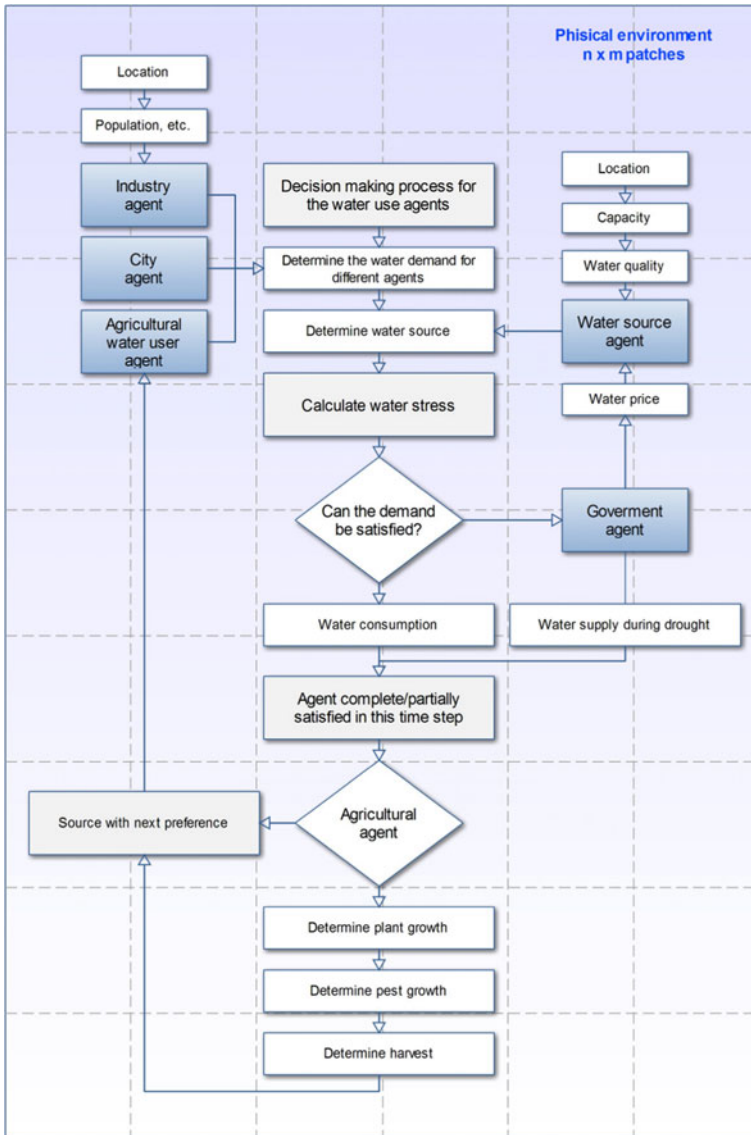 Phisical environment
n x m patches
Location
Population, etc.
Industry
agent
City
agent
Agricultural
water user
agent
Decision making process for
the water use agents
Determine the water demand for
different agents
Determine water source
Calculate water stress
Can the demand
be satisfied?
Location
Capacity
Water quality
Water source
agent
Water price
Goverment
agent
Water consumption
Water supply during drought
Agent complete/partially
satisfied in this time step
Source with next preference
Agricultural
agent
Determine plant growth
Determine pest growth
Determine harvest